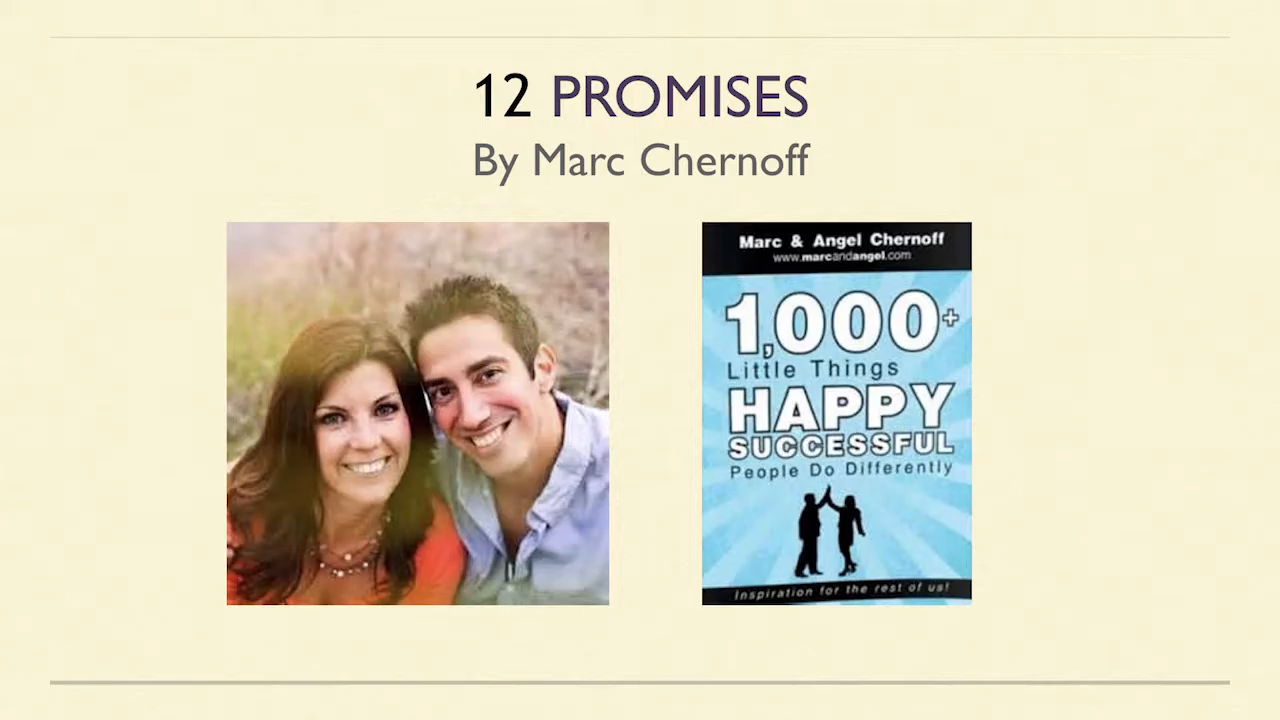 12 PROMISES
By Marc Chernoff
Marc & Angel Chernoff
www.marcandangel.com
1,000+
Little Things
HAPPY
SUCCESSFUL
People Do Differently
Inspiration for the rest of us!